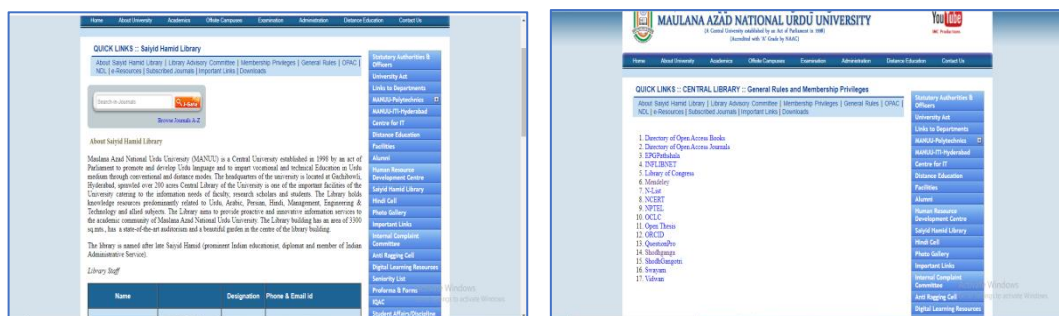 Home About University Academics Offsite Campuses Examination Administration Distance Education Contact Us
QUICK LINKS :: Saiyid Hamid Library
About Saiyid Hamid Library | Library Advisory Committee | Membership Privileges | General Rules | OPAC |
NDL | e-Resources | Subscribed Journals | Important Links | Downloads
Search in Journals
J-Gate
Browse Journals A-Z
About Saiyid Hamid Library
Maulana Azad National Urdu University (MANUU) is a Central University established in 1998 by an act of
Parliament to promote and develop Urdu language and to impart vocational and technical Education in Urdu
medium through conventional and distance modes. The headquarters of the university is located at Gachibowli,
Hyderabad, sprawled over 200 acres Central Library of the University is one of the important facilities of the
University catering to the information needs of faculty, research scholars and students. The Library holds
knowledge resources predominantly related to Urdu, Arabic, Persian, Hindi, Management, Engineering &
Technology and allied subjects. The Library aims to provide proactive and innovative information services to
the academic community of Maulana Azad National Urdu University. The Library building has an area of 3300
sq.mts., has a state-of-the-art auditorium and a beautiful garden in the centre of the library building.
The library is named after late Saiyid Hamid (prominent Indian educationist, diplomat and member of Indian
Administrative Service).
Library Staff
Name Designation Phone & Email id
Statutory Authorities &
Officers
University Act
Links to Departments
MANUU-Polytechnics
MANUU-ITI-Hyderabad
Centre for IT
Distance Education
Facilities
Alumni
Human Resource
Development Centre
Saiyid Hamid Library
Hindi Cell
Photo Gallery
Important Links
Internal Complaint
Committee
Anti Ragging Cell
Digital Learning Resources
Seniority List
Proforma & Forms
IQAC
Student Affairs/Discipline
Windows
to activate Windows
MAULANA AZAD NATIONAL URDU UNIVERSITY
(A Central University established by an Act of Parliament in 1998)
(Accredited with 'A' Grade by NAAC)
You Tube
IMC Productions
Home About University Academics Offsite Campuses Examination Administration Distance Education Contact Us
QUICK LINKS :: CENTRAL LIBRARY :: General Rules and Membership Privileges
About Saiyid Hamid Library | Library Advisory Committee | Membership Privileges | General Rules | OPAC |
NDL | e-Resources | Subscribed Journals | Important Links | Downloads
1. Directory of Open Access Books
2. Directory of Open Access Journals
3. EPGPathshala
4. INFLIBNET
5. Library of Congress
6. Mendeley
7. N-List
8. NCERT
9. NPTEL
10. OCLC
11. Open Thesis
12. ORCID
13. QuestionPro
14. Shodhganga
15. ShodhGangotri
16. Swayam
17. Vidwan
Statutory Authorities &
Officers
University Act
Links to Departments
MANUU-Polytechnics
MANUU-ITI-Hyderabad
Centre for IT
Distance Education
Facilities
Alumni
Human Resource
Development Centre
Saiyid Hamid Library
Hindi Cell
Photo Gallery
Important Links
Internal Complaint
Committee
Anti Ragging Cell
Digital Learning Resources
Windows
to activate Windows